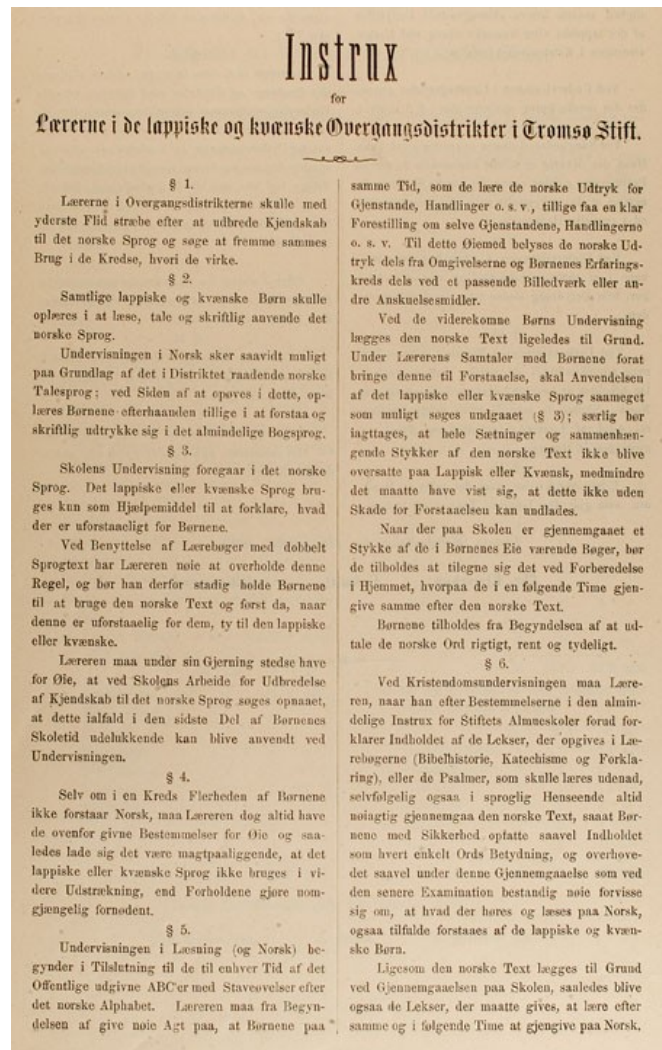 Instrux
for
Lærerne i de lappiske og kvænske Overgangsdistrikter i Tromsø Stift.
§ 1.
Lærerne i Overgangsdistrikterne skulle med
yderste Flid stræbe efter at udbrede Kjendskab
til det norske Sprog og søge at fremme sammes
Brug i de Kredse, hvori de virke.
§ 2.
Samtlige lappiske og kvænske Børn skulle
oplæres i at læse, tale og skriftlig anvende det
norske Sprog.
Undervisningen i Norsk sker saavidt muligt
paa Grundlag af det i Distriktet raadende norske
Talesprog; ved Siden af at opøves i dette, op-
læres Børnene efterhaanden tillige i at forstaa og
skriftlig udtrykke sig i det almindelige Bogsprog.
§ 3.
Skolens Undervisning foregaar i det norske
Sprog. Det lappiske eller kvænske Sprog bru-
ges kun som Hjælpemiddel til at forklare, hvad
der er uforstaaeligt for Børnene.
Ved Benyttelse af Lærebøger med dobbelt
Sprogtext har Læreren nøie at overholde denne
Regel, og bør han derfor stadig holde Børnene
til at bruge den norske Text og først da, naar
denne er uforstaaelig for dem, ty til den lappiske
eller kvænske.
Læreren maa under sin Gjerning stedse have
for Øie, at ved Skolens Arbeide for Udbredelse
af Kjendskab til det norske Sprog søges opnaaet,
at dette ialfald i den sidste Del af Børnenes
Skoletid udelukkende kan blive anvendt ved
Undervisningen.
§ 4.
Selv om i en Kreds Flerheden af Børnene
ikke forstaar Norsk, maa Læreren dog altid have
de ovenfor givne Bestemmelser for Øie og saa-
ledes lade sig det være magtpaaliggende, at det
lappiske eller kvænske Sprog ikke bruges i vi-
dere Udstrækning, end Forholdene gjøre uom-
gjængelig fornødent.
§ 5.
Undervisningen i Læsning (og Norsk) be-
gynder i Tilslutning til de til enhver Tid af det
Offentlige udgivne ABC'er med Staveøvelser efter
det norske Alphabet. Læreren maa fra Begyn-
delsen af give nøie Agt paa, at Børnene paa
samme Tid, som de lære de norske Udtryk for
Gjenstande, Handlinger o. s. v., tillige faa en klar
Forestilling om selve Gjenstandene, Handlingerne
o. s. v. Til dette Øiemed belyses de norske Ud-
tryk dels fra Omgivelserne og Børnenes Erfarings-
kreds dels ved et passende Billedværk eller an-
dre Anskuelsesmidler.
Ved de viderekomne Børns Undervisning
lægges den norske Text ligeledes til Grund.
Under Lærerens Samtaler med Børnene forat
bringe denne til Forstaaelse, skal Anvendelsen
af det lappiske eller kvænske Sprog saameget
som muligt søges undgaaet (§ 3); særlig bør
iagttages, at hele Sætninger og sammenhæn-
gende Stykker af den norske Text ikke blive
oversatte paa Lappisk eller Kvænsk, medmindre
det maatte have vist sig, at dette ikke uden
Skade for Forstaaelsen kan undlades.
Naar der paa Skolen er gjennemgaaet et
Stykke af de i Børnenes Eie værende Bøger, bør
de tilholdes at tilegne sig det ved Forberedelse
i Hjemmet, hvorpaa de i en følgende Time gjen-
give samme efter den norske Text.
Børnene tilholdes fra Begyndelsen af at ud-
tale de norske Ord rigtigt, rent og tydeligt.
§ 6.
Ved Kristendomsundervisningen maa Lære-
ren, naar han efter Bestemmelserne i den almin-
delige Instrux for Stiftets Almueskoler forud for-
klarer Indholdet af de Lekser, der opgives i Læ-
rebøgerne (Bibelhistorie, Katechisme og Forkla-
ring), eller de Psalmer, som skulle læres udenad,
selvfølgelig ogsaa i sproglig Henseende altid
nøiagtig gjennemgaa den norske Text, saaat Bør-
nene med Sikkerhed opfatte saavel Indholdet
som hvert enkelt Ords Betydning, og overhove-
det saavel under denne Gjennemgaaelse som ved
den senere Examination bestandig nøie forvisse
sig om, at hvad der høres og læses paa Norsk,
ogsaa tilfulde forstaaes af de lappiske og kvæn-
ske Børn.
Ligesom den norske Text lægges til Grund
ved Gjennemgaaelsen paa Skolen, saaledes blive
ogsaa de Lekser, der maatte gives, at lære efter
samme og i følgende Time at gjengive paa Norsk,